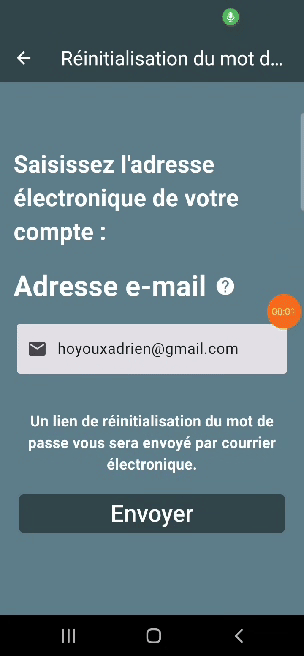 Réinitialisation du mot d...
Saisissez l'adresse
électronique de votre
compte :
Adresse e-mail ?
00:01
hoyouxadrien@gmail.com
Un lien de réinitialisation du mot de
passe vous sera envoyé par courrier
électronique.
Envoyer